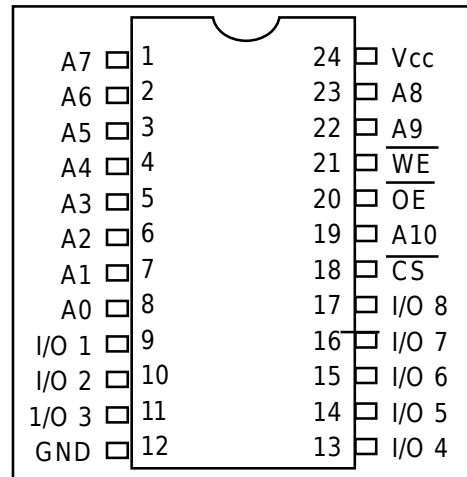 A7 1 24 Vcc
A6 2 23 A8
A5 3 22 A9
A4 4 21 WE
A3 5 20 OE
A2 6 19 A10
A1 7 18 CS
A0 8 17 I/O 8
I/O 1 9 16 I/O 7
I/O 2 10 15 I/O 6
1/O 3 11 14 I/O 5
GND 12 13 I/O 4